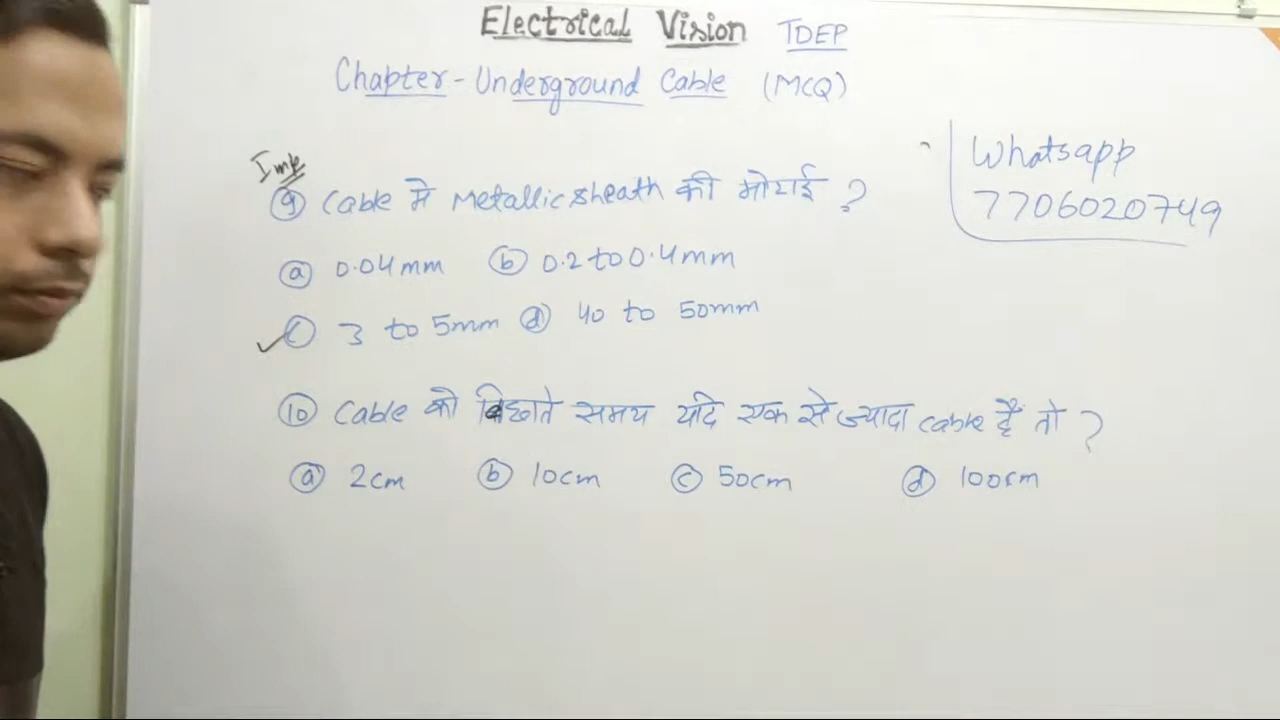 Electrical Vision TDEP
Chapter - Underground Cable (MCQ)
Whatsapp
7706020749
Imp
9 Cable मे Metallic sheath की मोटाई ?
a 0.04mm b 0.2 to 0.4mm
c 3 to 5mm d 40 to 50mm
10 Cable को बिछाते समय यदि एक से ज्यादा cable है तो ?
a 2cm b 10cm c 50cm d 100cm